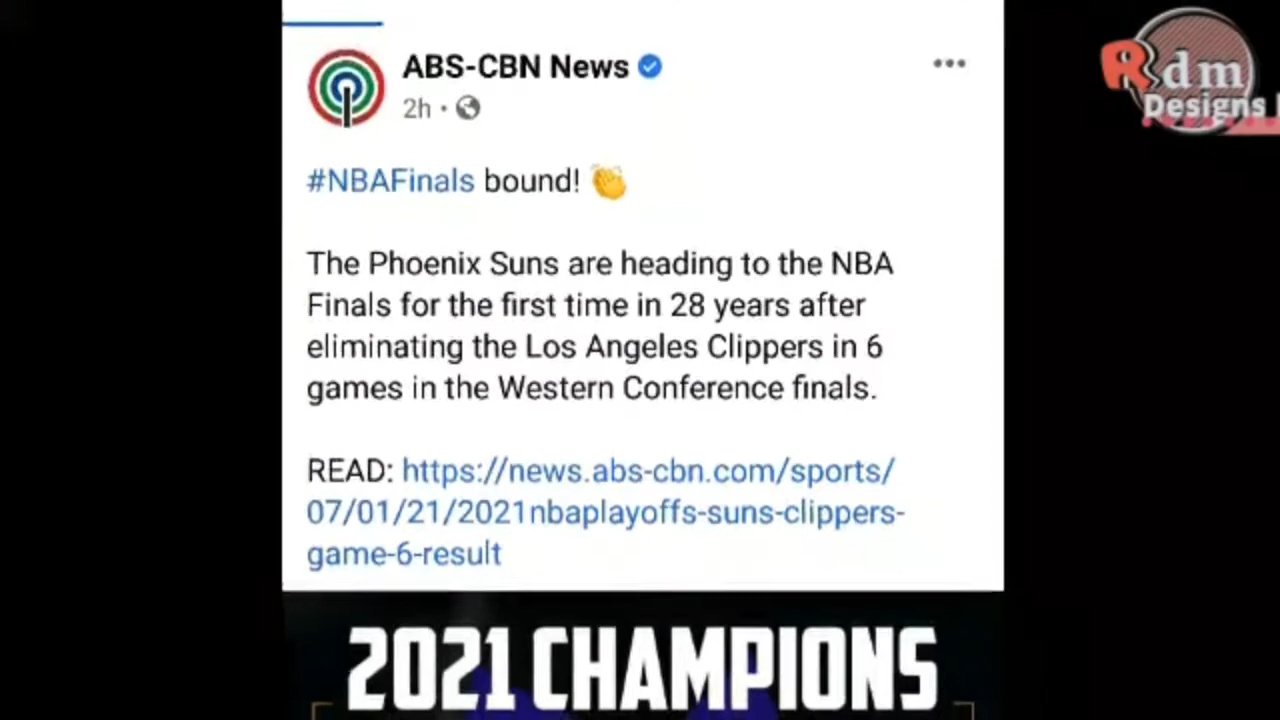 ABS-CBN News
2h
#NBAFinals bound!
The Phoenix Suns are heading to the NBA
Finals for the first time in 28 years after
eliminating the Los Angeles Clippers in 6
games in the Western Conference finals.
READ: https://news.abs-cbn.com/sports/
07/01/21/2021nbaplayoffs-suns-clippers-
game-6-result
2021 CHAMPIONS
Rdm
Designs